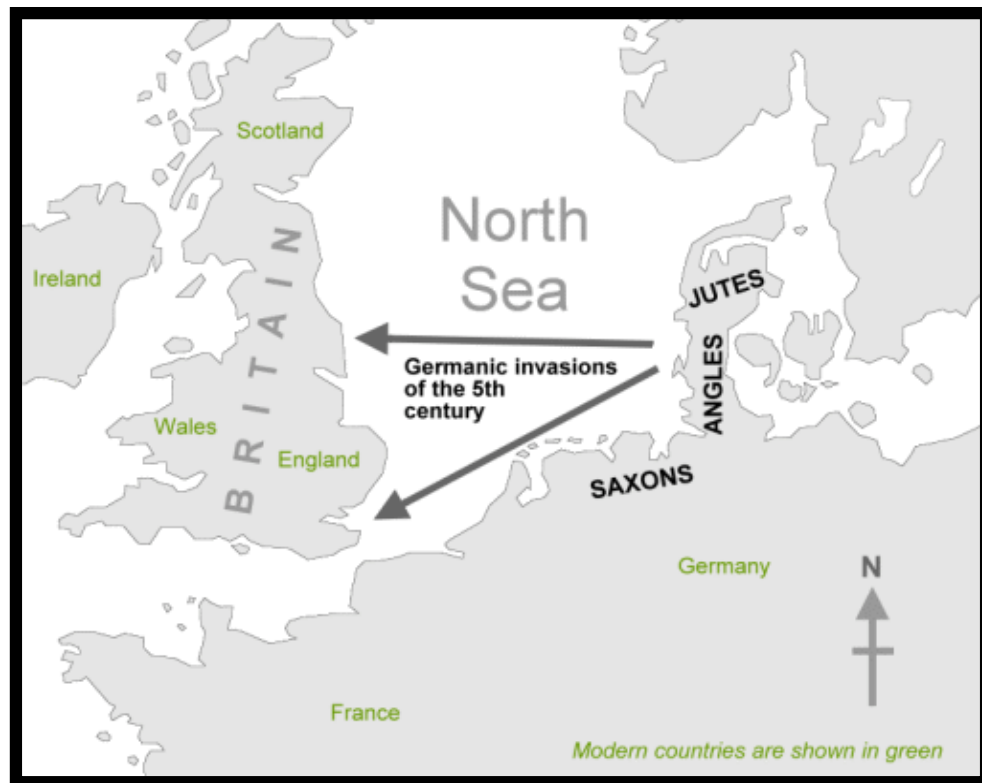 Scotland
North
Sea
BRITAIN
Ireland
JUTES
Germanic invasions
of the 5th
century
ANGLES
Wales
England
SAXONS
Germany
N
France
Modern countries are shown in green